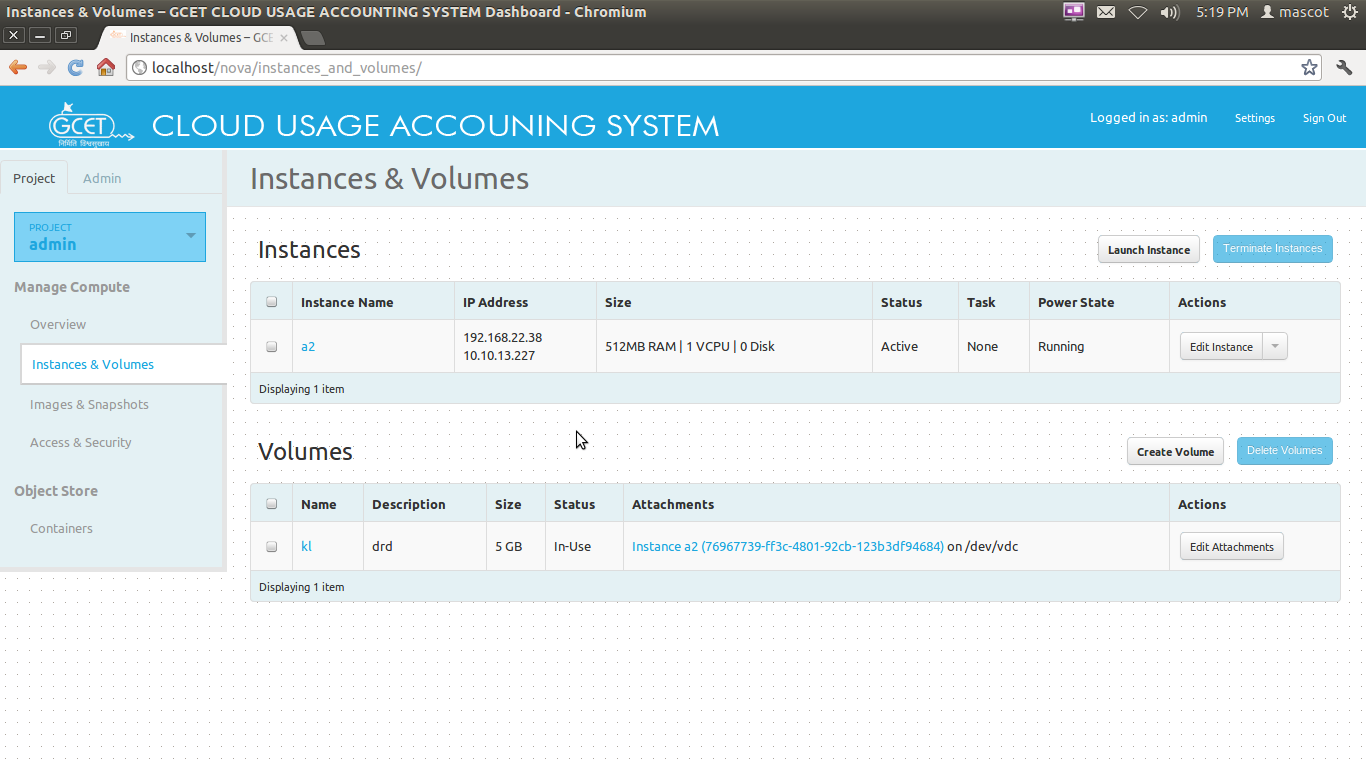 Instances & Volumes – GCET CLOUD USAGE ACCOUNTING SYSTEM Dashboard - Chromium
5:19 PM mascot
Instances & Volumes – GCE
localhost/nova/instances_and_volumes/
GCET
निर्मिति विश्वसुखाय
CLOUD USAGE ACCOUNING SYSTEM
Logged in as: admin Settings Sign Out
Project Admin
PROJECT
admin
Manage Compute
Overview
Instances & Volumes
Images & Snapshots
Access & Security
Object Store
Containers
Instances & Volumes
Instances Launch Instance Terminate Instances
Instance Name IP Address Size Status Task Power State Actions
a2 192.168.22.38 512MB RAM | 1 VCPU | 0 Disk Active None Running Edit Instance
10.10.13.227
Displaying 1 item
Volumes Create Volume Delete Volumes
Name Description Size Status Attachments Actions
kl drd 5 GB In-Use Instance a2 (76967739-ff3c-4801-92cb-123b3df94684) on /dev/vdc Edit Attachments
Displaying 1 item